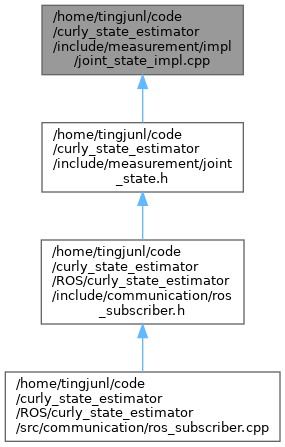 /home/tingjunl/code
/curly_state_estimator
/include/measurement/impl
/joint_state_impl.cpp
/home/tingjunl/code
/curly_state_estimator
/include/measurement/joint
_state.h
/home/tingjunl/code
/curly_state_estimator
/ROS/curly_state_estimator
/include/communication/ros
_subscriber.h
/home/tingjunl/code
/curly_state_estimator
/ROS/curly_state_estimator
/src/communication/ros_subscriber.cpp